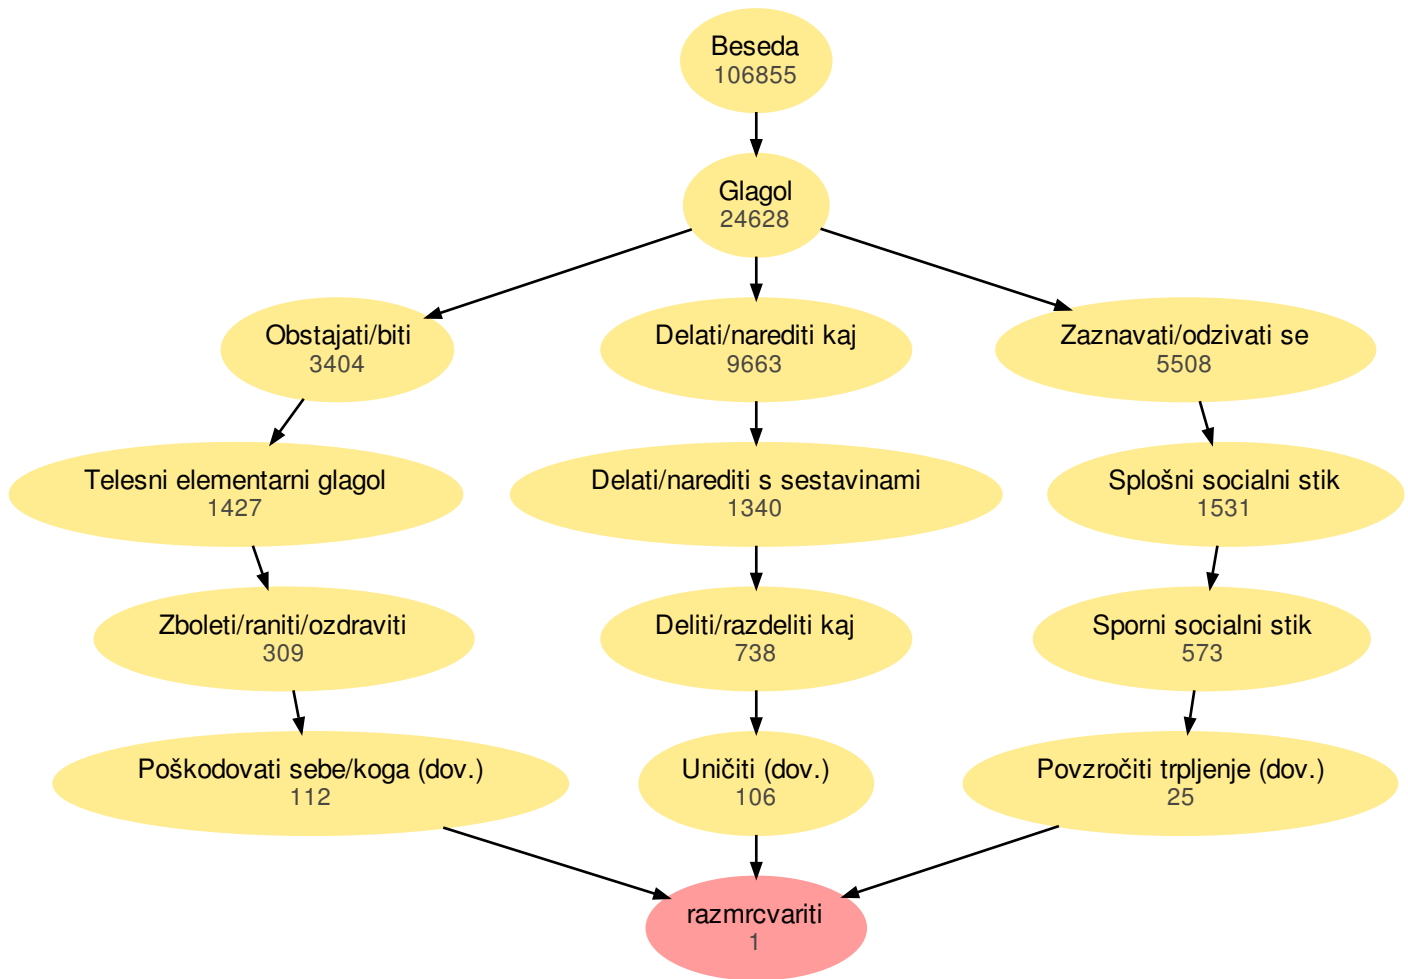 Beseda
106855
Glagol
24628
Obstajati/biti
3404
Delati/narediti kaj
9663
Zaznavati/odzivati se
5508
Telesni elementarni glagol
1427
Delati/narediti s sestavinami
1340
Splošni socialni stik
1531
Zboleti/raniti/ozdraviti
309
Deliti/razdeliti kaj
738
Sporni socialni stik
573
Poškodovati sebe/koga (dov.)
112
Uničiti (dov.)
106
Povzročiti trpljenje (dov.)
25
razmrcvariti
1